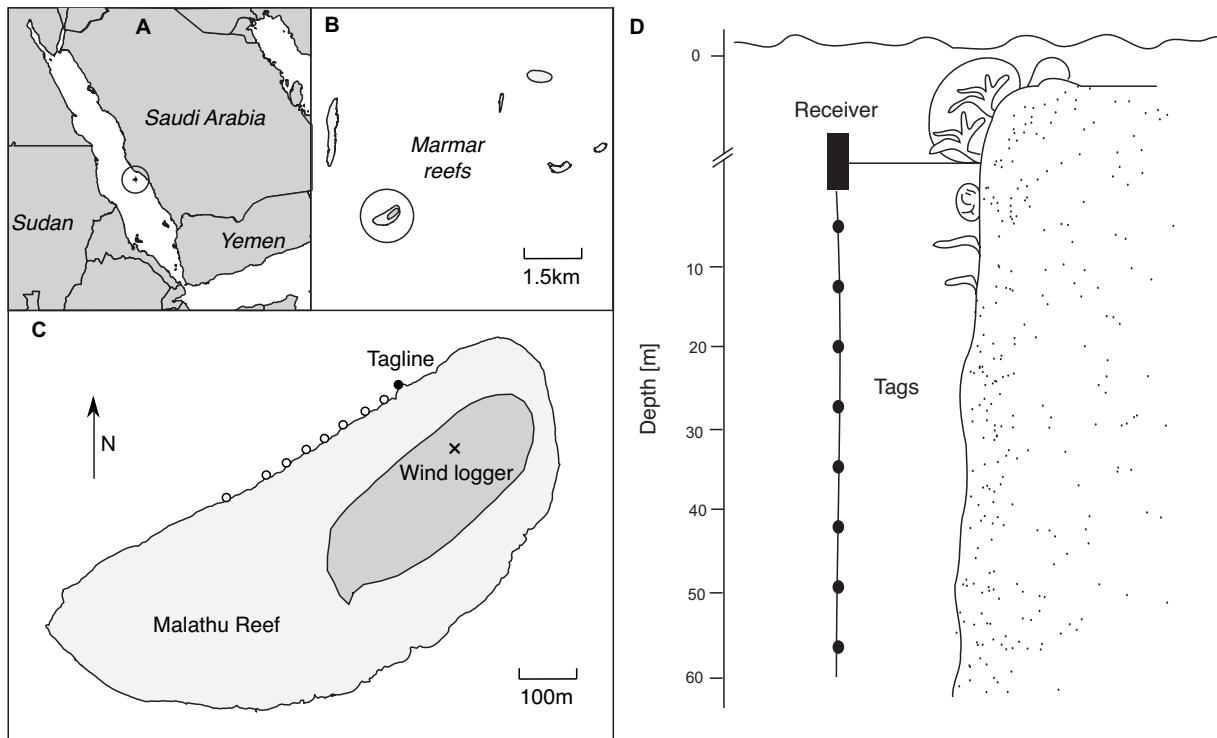 A
Saudi Arabia
Sudan
Yemen
B
Marmar
reefs
1.5km
C
Tagline
N
Wind logger
Malathu Reef
100m
D
0
Receiver
10
20
Tags
Depth [m]
30
40
50
60